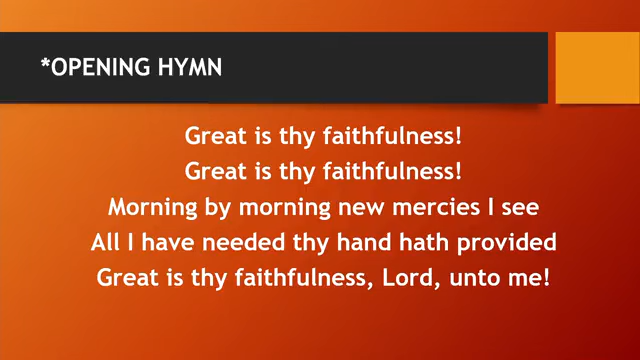 *OPENING HYMN
Great is thy faithfulness!
Great is thy faithfulness!
Morning by morning new mercies I see
All I have needed thy hand hath provided
Great is thy faithfulness, Lord, unto me!